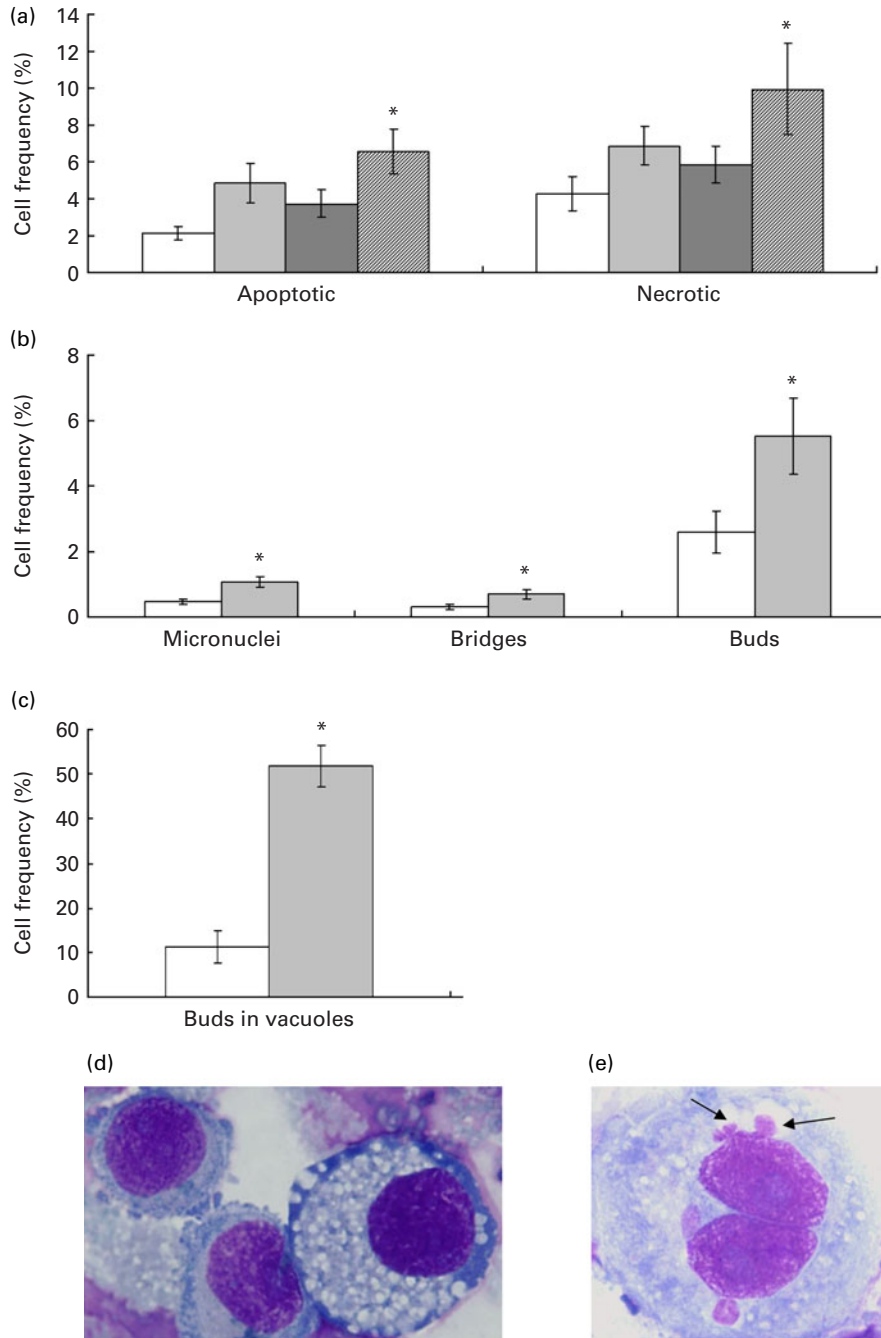 (a)
14
12
10
8
6
4
2
0
Cell frequency (%)
*
*
Apoptotic
Necrotic
(b)
8
6
4
2
0
Cell frequency (%)
*
*
*
Micronuclei
Bridges
Buds
(c)
60
50
40
30
20
10
0
Cell frequency (%)
*
Buds in vacuoles
(d)
(e)